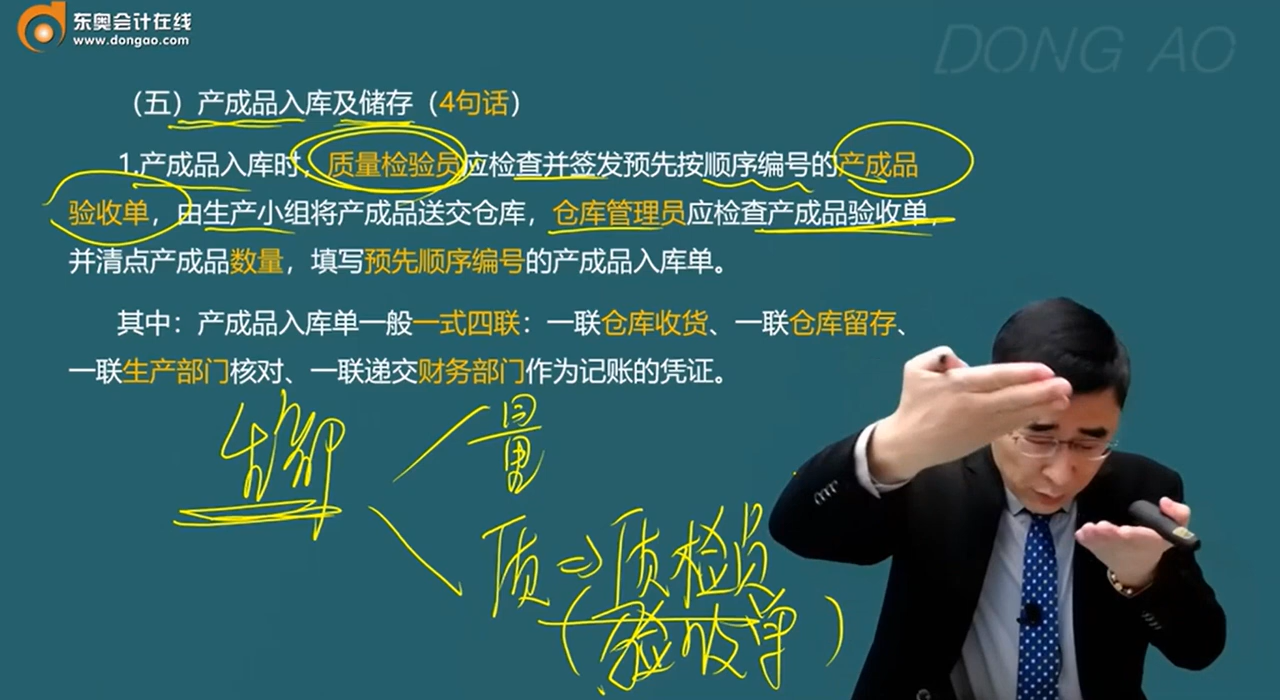 东奥会计在线
www.dongao.com
DONG AO
（五）产成品入库及储存（4句话）
1.产成品入库时，质量检验员应检查并签发预先按顺序编号的产成品
验收单，由生产小组将产成品送交仓库，仓库管理员应检查产成品验收单，
并清点产成品数量，填写预先顺序编号的产成品入库单。
其中：产成品入库单一般一式四联：一联仓库收货、一联仓库留存、
一联生产部门核对、一联递交财务部门作为记账的凭证。
量
质⇒质检员
（验收单）